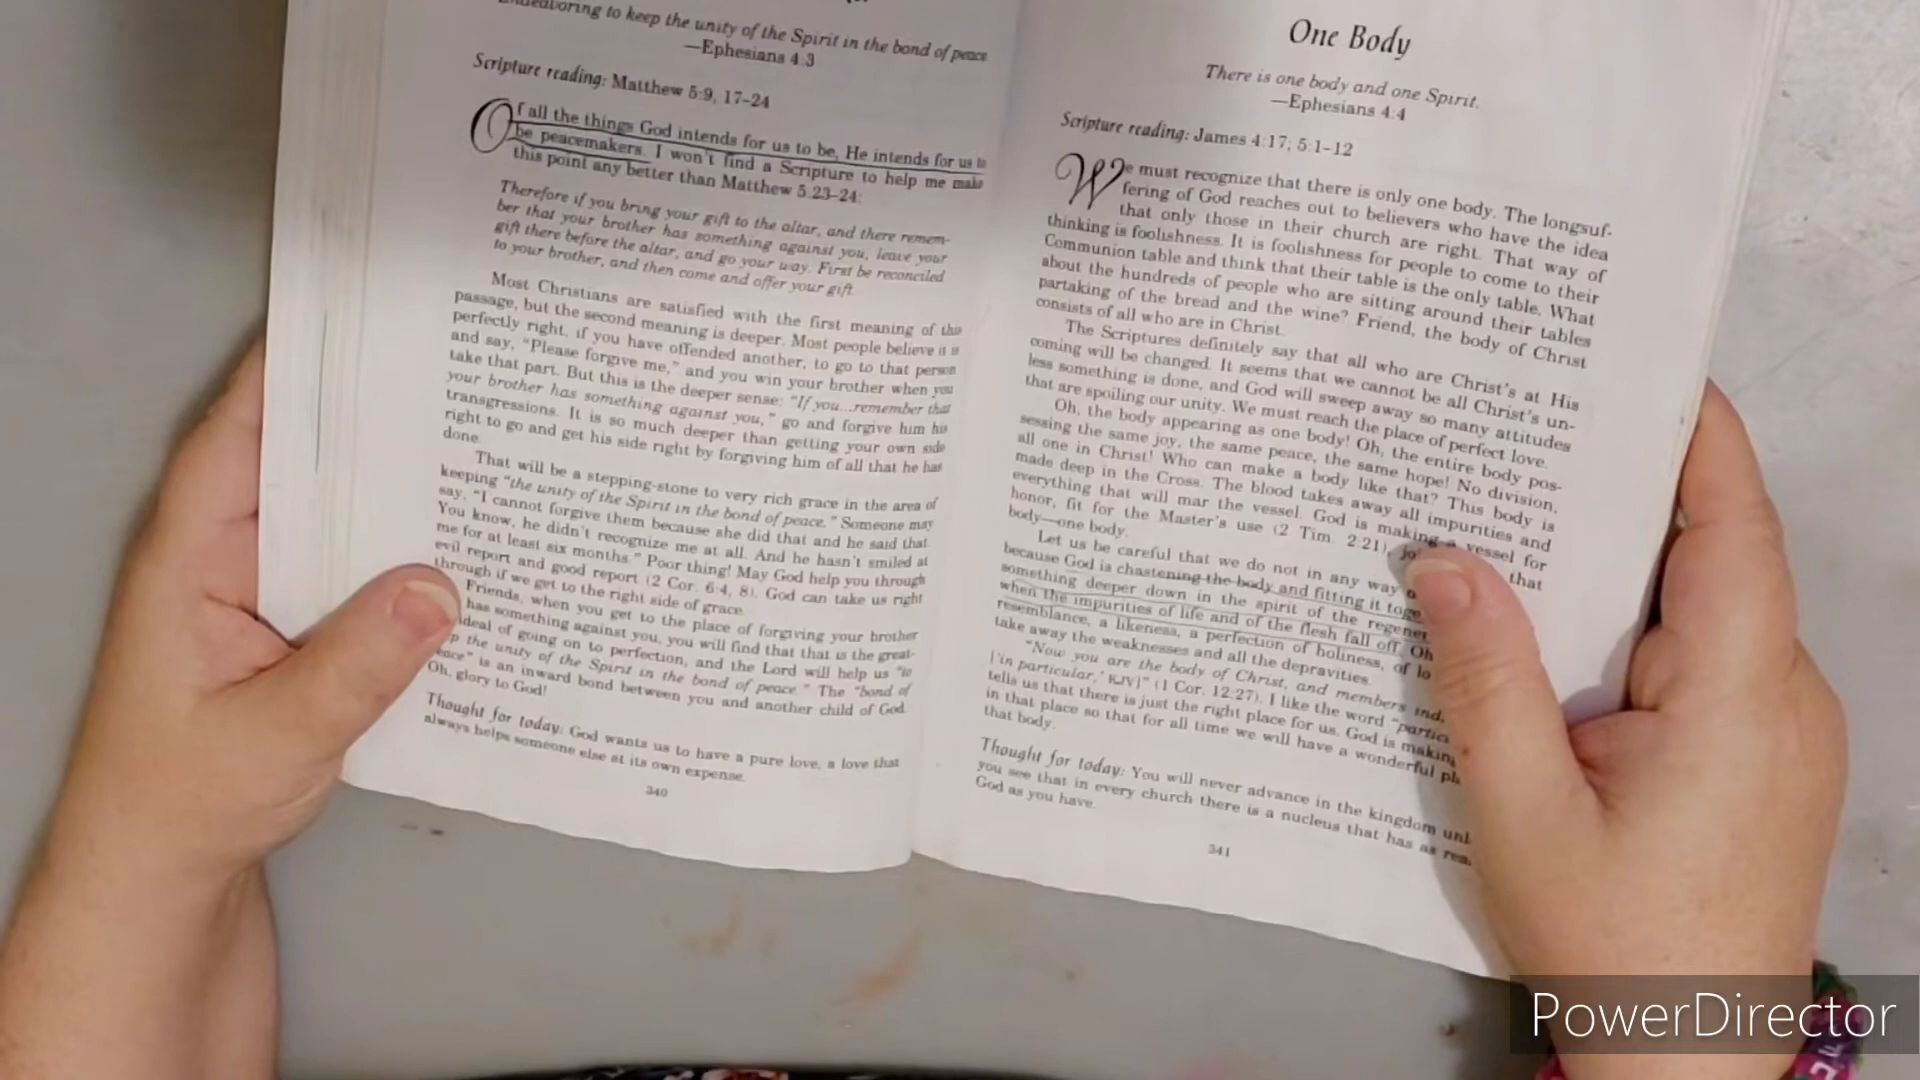 Endeavoring to keep the unity of the Spirit in the bond of peace
—Ephesians 4:3
Scripture reading: Matthew 5:9, 17–24
Of all the things God intends for us to be, He intends for us to
be peacemakers. I won't find a Scripture to help me make
this point any better than Matthew 5:23–24:
Therefore if you bring your gift to the altar, and there remem-
ber that your brother has something against you, leave your
gift there before the altar, and go your way. First be reconciled
to your brother, and then come and offer your gift.
Most Christians are satisfied with the first meaning of this
passage, but the second meaning is deeper. Most people believe it is
perfectly right, if you have offended another, to go to that person
and say, "Please forgive me," and you win your brother when you
take that part. But this is the deeper sense: "If you...remember that
your brother has something against you," go and forgive him his
transgressions. It is so much deeper than getting your own side
right to go and get his side right by forgiving him of all that he has
done.
That will be a stepping-stone to very rich grace in the area of
keeping "the unity of the Spirit in the bond of peace." Someone may
say, "I cannot forgive them because she did that and he said that.
You know, he didn't recognize me at all. And he hasn't smiled at
me for at least six months." Poor thing! May God help you through
evil report and good report (2 Cor. 6:4, 8). God can take us right
through if we get to the right side of grace.
Friends, when you get to the place of forgiving your brother
has something against you, you will find that that is the great-
ideal of going on to perfection, and the Lord will help us "to
the unity of the Spirit in the bond of peace." The "bond of
is an inward bond between you and another child of God.
Oh, glory to God!
Thought for today: God wants us to have a pure love, a love that
always helps someone else at its own expense.
340
One Body
There is one body and one Spirit.
—Ephesians 4:4
Scripture reading: James 4:17; 5:1–12
We must recognize that there is only one body. The longsuf-
fering of God reaches out to believers who have the idea
that only those in their church are right. That way of
thinking is foolishness. It is foolishness for people to come to their
Communion table and think that their table is the only table. What
about the hundreds of people who are sitting around their tables
partaking of the bread and the wine? Friend, the body of Christ
consists of all who are in Christ.
The Scriptures definitely say that all who are Christ's at His
coming will be changed. It seems that we cannot be all Christ's un-
less something is done, and God will sweep away so many attitudes
that are spoiling our unity. We must reach the place of perfect love.
Oh, the body appearing as one body! Oh, the entire body pos-
sessing the same joy, the same peace, the same hope! No division,
all one in Christ! Who can make a body like that? This body is
made deep in the Cross. The blood takes away all impurities and
everything that will mar the vessel. God is making a vessel for
honor, fit for the Master's use (2 Tim. 2:21), that
body—one body.
Let us be careful that we do not in any way
because God is chastening the body and fitting it
something deeper down in the spirit of the
when the impurities of life and of the flesh fall off. Oh
resemblance, a likeness, a perfection of holiness, of
take away the weaknesses and all the depravities.
"Now you are the body of Christ, and members
['in particular,' KJV]" (1 Cor. 12:27). I like the word
tells us that there is just the right place for us. God is
in that place so that for all time we will have a wonderful
that body.
Thought for today: You will never advance in the kingdom
you see that in every church there is a nucleus that has as
God as you have.
341
PowerDirector